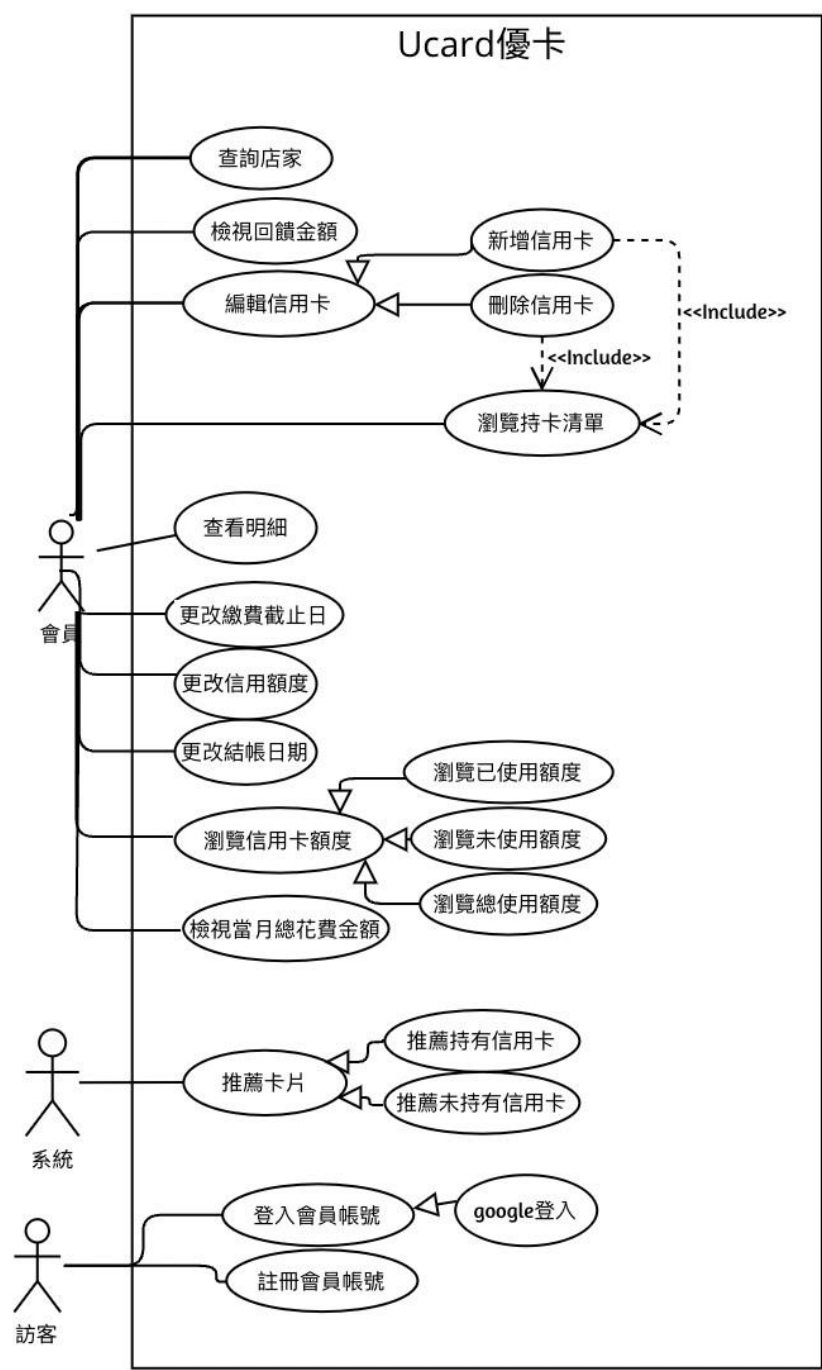 Ucard優卡
查詢店家
檢視回饋金額
新增信用卡
編輯信用卡
刪除信用卡
<<Include>>
<<Include>>
瀏覽持卡清單
查看明細
會員
更改繳費截止日
更改信用額度
更改結帳日期
瀏覽已使用額度
瀏覽信用卡額度
瀏覽未使用額度
瀏覽總使用額度
檢視當月總花費金額
推薦持有信用卡
推薦卡片
推薦未持有信用卡
系統
登入會員帳號
google登入
註冊會員帳號
訪客